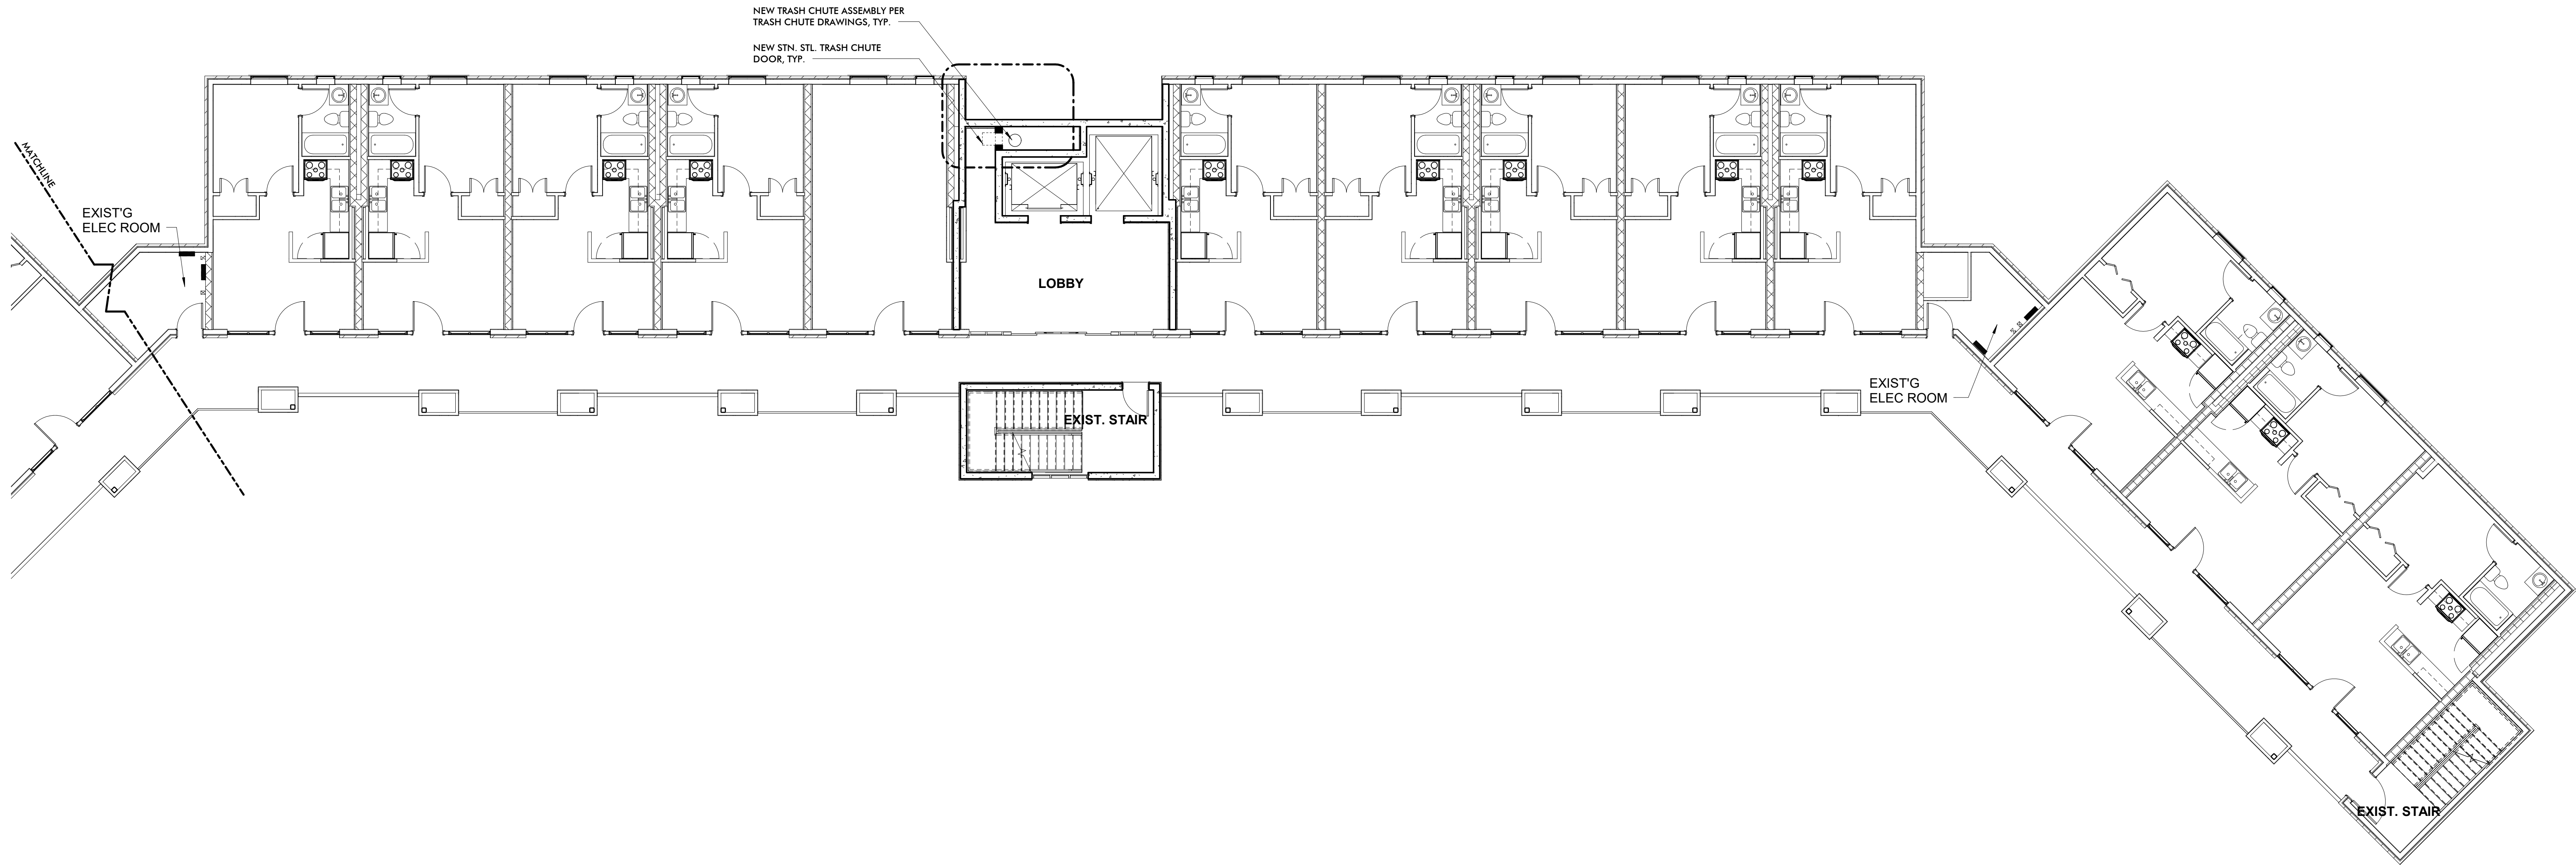 NEW TRASH CHUTE ASSEMBLY PER
TRASH CHUTE DRAWINGS, TYP.
NEW STN. STL. TRASH CHUTE
DOOR, TYP.
MATCHLINE
EXIST'G
ELEC ROOM
LOBBY
EXIST. STAIR
EXIST'G
ELEC ROOM
EXIST. STAIR